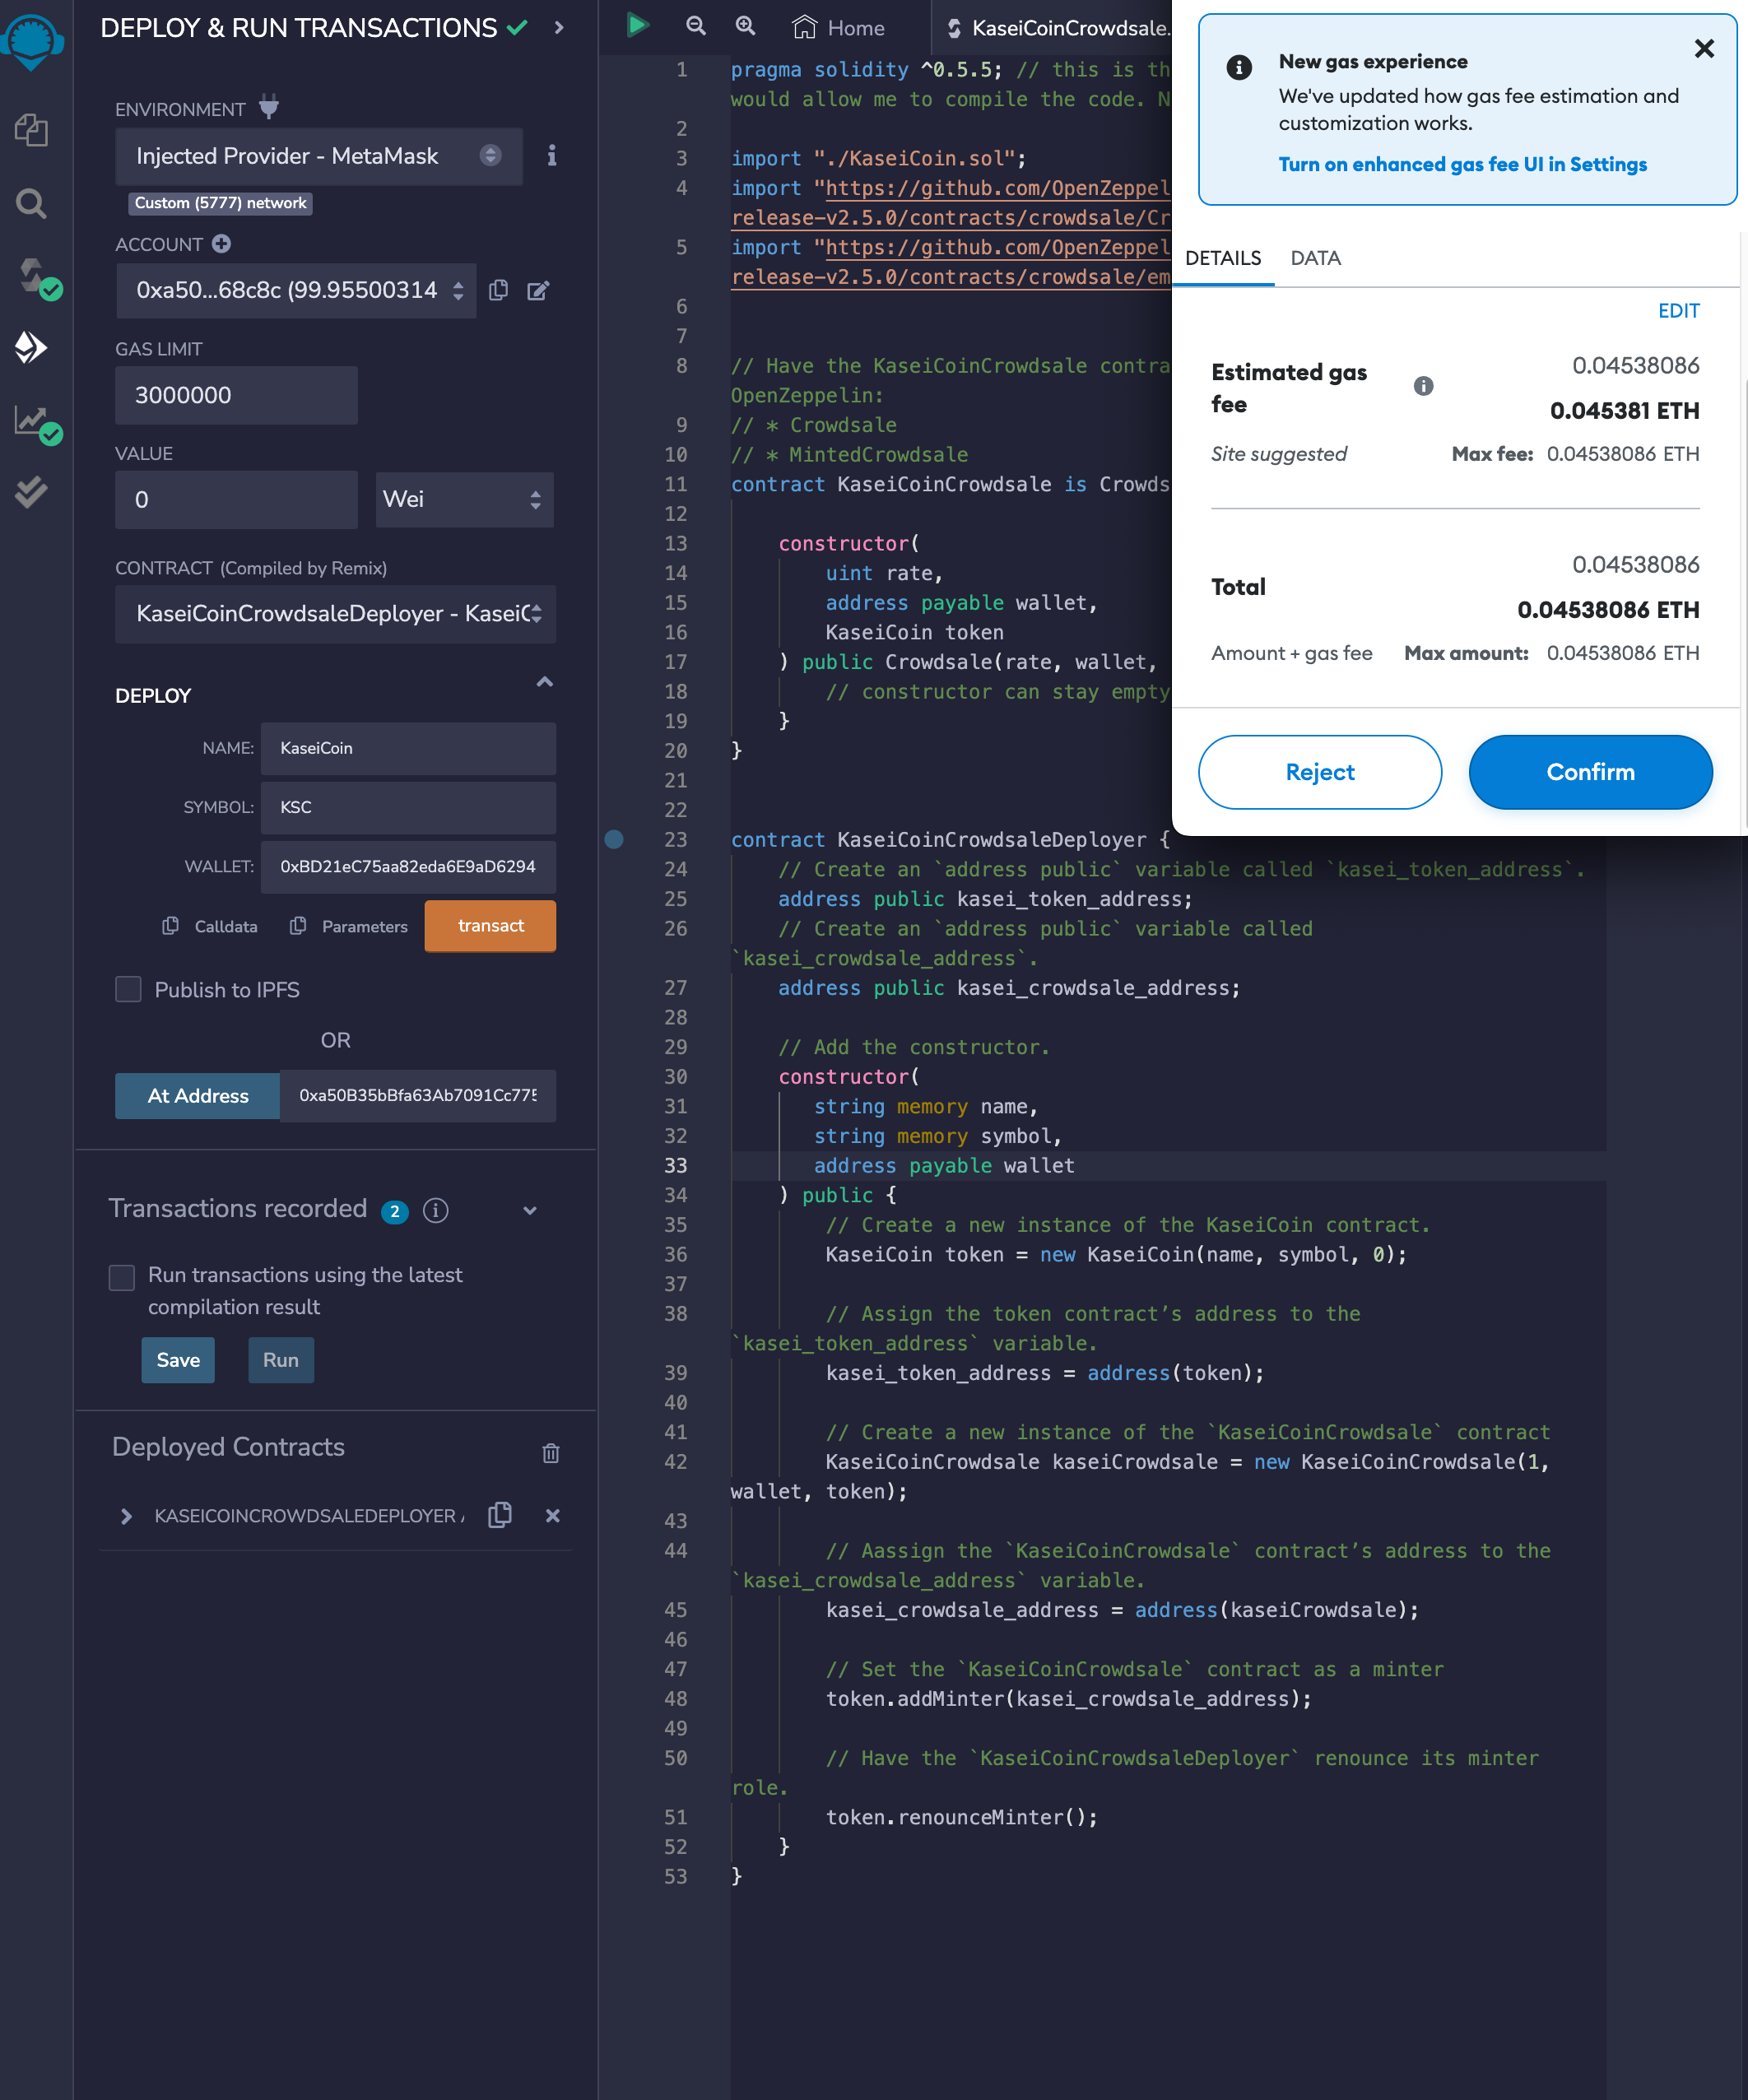 DEPLOY & RUN TRANSACTIONS
ENVIRONMENT
Injected Provider - MetaMask
Custom (5777) network
ACCOUNT
0xa50...68c8c (99.95500314
GAS LIMIT
3000000
VALUE
0
Wei
CONTRACT (Compiled by Remix)
KaseiCoinCrowdsaleDeployer - KaseiC
DEPLOY
NAME: KaseiCoin
SYMBOL: KSC
WALLET: 0xBD21eC75aa82eda6E9aD6294
Calldata Parameters transact
Publish to IPFS
OR
At Address 0xa50B35bBfa63Ab7091Cc775
Transactions recorded 2
Run transactions using the latest
compilation result
Save Run
Deployed Contracts
KASEICOINCROWDSALEDEPLOYER
Home KaseiCoinCrowdsale.
1 pragma solidity ^0.5.5; // this is th
would allow me to compile the code. N
2
3 import "./KaseiCoin.sol";
4 import "https://github.com/OpenZeppel
release-v2.5.0/contracts/crowdsale/Cr
5 import "https://github.com/OpenZeppel
release-v2.5.0/contracts/crowdsale/em
6
7
8 // Have the KaseiCoinCrowdsale contra
OpenZeppelin:
9 // * Crowdsale
10 // * MintedCrowdsale
11 contract KaseiCoinCrowdsale is Crowds
12
13 constructor(
14 uint rate,
15 address payable wallet,
16 KaseiCoin token
17 ) public Crowdsale(rate, wallet,
18 // constructor can stay empty
19 }
20 }
21
22
23 contract KaseiCoinCrowdsaleDeployer {
24 // Create an `address public` variable called `kasei_token_address`.
25 address public kasei_token_address;
26 // Create an `address public` variable called
`kasei_crowdsale_address`.
27 address public kasei_crowdsale_address;
28
29 // Add the constructor.
30 constructor(
31 string memory name,
32 string memory symbol,
33 address payable wallet
34 ) public {
35 // Create a new instance of the KaseiCoin contract.
36 KaseiCoin token = new KaseiCoin(name, symbol, 0);
37
38 // Assign the token contract’s address to the
`kasei_token_address` variable.
39 kasei_token_address = address(token);
40
41 // Create a new instance of the `KaseiCoinCrowdsale` contract
42 KaseiCoinCrowdsale kaseiCrowdsale = new KaseiCoinCrowdsale(1,
wallet, token);
43
44 // Aassign the `KaseiCoinCrowdsale` contract’s address to the
`kasei_crowdsale_address` variable.
45 kasei_crowdsale_address = address(kaseiCrowdsale);
46
47 // Set the `KaseiCoinCrowdsale` contract as a minter
48 token.addMinter(kasei_crowdsale_address);
49
50 // Have the `KaseiCoinCrowdsaleDeployer` renounce its minter
role.
51 token.renounceMinter();
52 }
53 }
New gas experience
We've updated how gas fee estimation and
customization works.
Turn on enhanced gas fee UI in Settings
DETAILS DATA
EDIT
Estimated gas
fee
0.04538086
0.045381 ETH
Site suggested Max fee: 0.04538086 ETH
0.04538086
Total
0.04538086 ETH
Amount + gas fee Max amount: 0.04538086 ETH
Reject Confirm